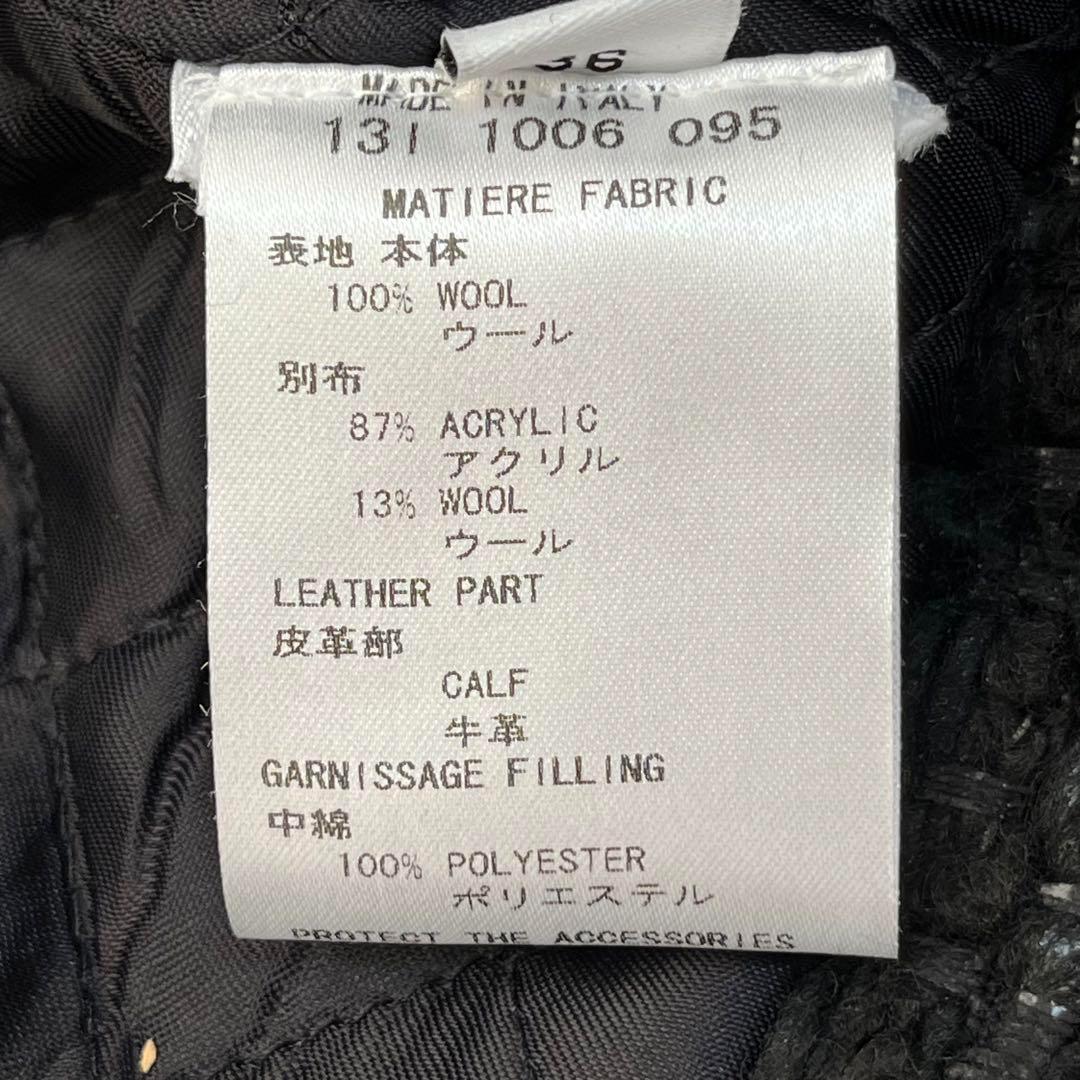 36
MADE IN ITALY
131 1006 095
MATIERE FABRIC
表地 本体
100% WOOL
ウール
別布
87% ACRYLIC
アクリル
13% WOOL
ウール
LEATHER PART
皮革部
CALF
牛革
GARNISSAGE FILLING
中綿
100% POLYESTER
ポリエステル
PROTECT THE ACCESSORIES